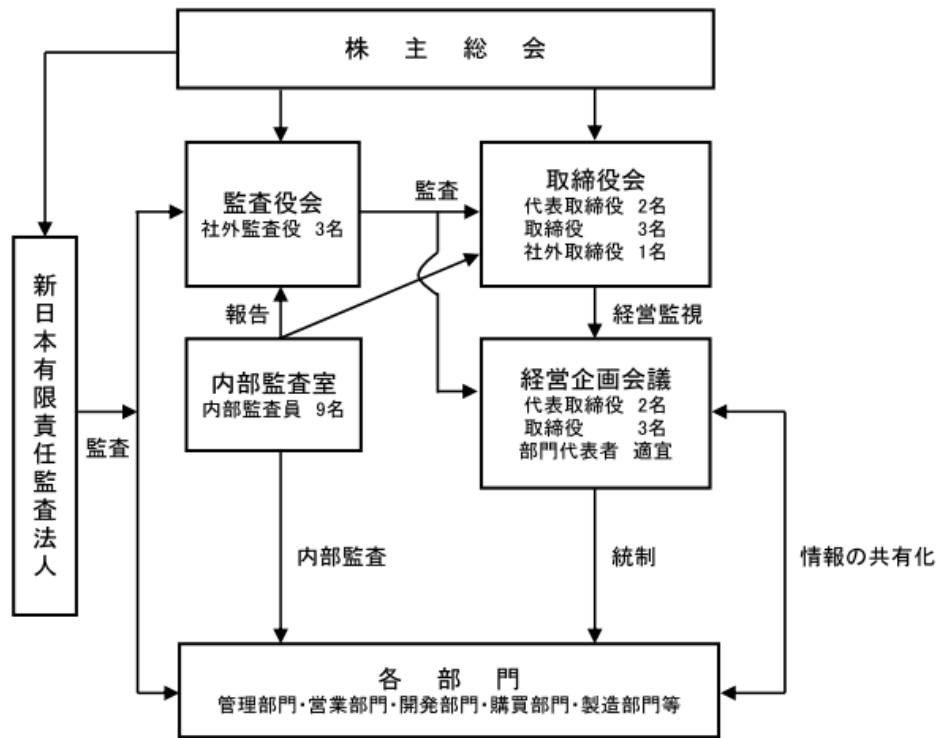 株 主 総 会
監査役会
社外監査役 3名
監査
取締役会
代表取締役 2名
取締役 3名
社外取締役 1名
新日本有限責任監査法人
報告
経営監視
内部監査室
内部監査員 9名
経営企画会議
代表取締役 2名
取締役 3名
部門代表者 適宜
監査
内部監査
統制
情報の共有化
各 部 門
管理部門・営業部門・開発部門・購買部門・製造部門等